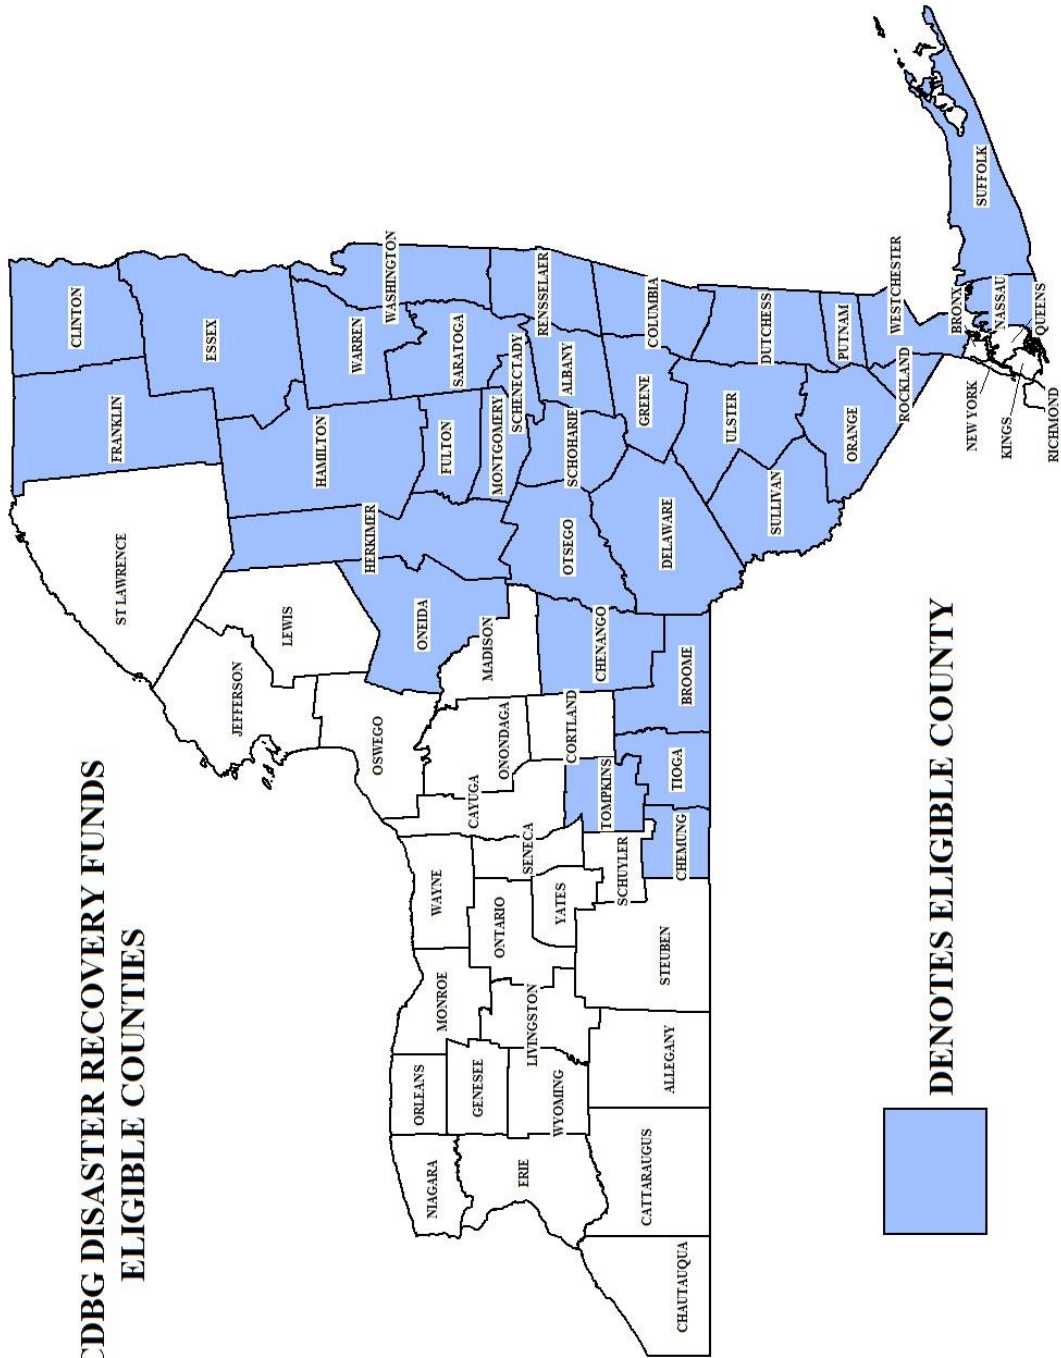 CDBG DISASTER RECOVERY FUNDS
ELIGIBLE COUNTIES
CLINTON
FRANKLIN
ST LAWRENCE
ESSEX
JEFFERSON
LEWIS
HAMILTON
WARREN
HERKIMER
OSWEGO
WASHINGTON
ONEIDA
ORLEANS
NIAGARA
WAYNE
MONROE
FULTON
SARATOGA
GENESEE
CAYUGA
MADISON
ONTARIO
ONONDAGA
MONTGOMERY
SCHENECTADY
ERIE
SENECA
LIVINGSTON
RENSSELAER
WYOMING
YATES
CORTLAND
OTSEGO
SCHOHARIE
ALBANY
CHENANGO
TOMPKINS
SCHUYLER
CATTARAUGUS
ALLEGANY
STEUBEN
CHAUTAUQUA
CHEMUNG
TIOGA
BROOME
DELAWARE
GREENE
COLUMBIA
ULSTER
DUTCHESS
SULLIVAN
ORANGE
PUTNAM
WESTCHESTER
ROCKLAND
BRONX
SUFFOLK
NEW YORK
NASSAU
KINGS
QUEENS
RICHMOND
DENOTES ELIGIBLE COUNTY